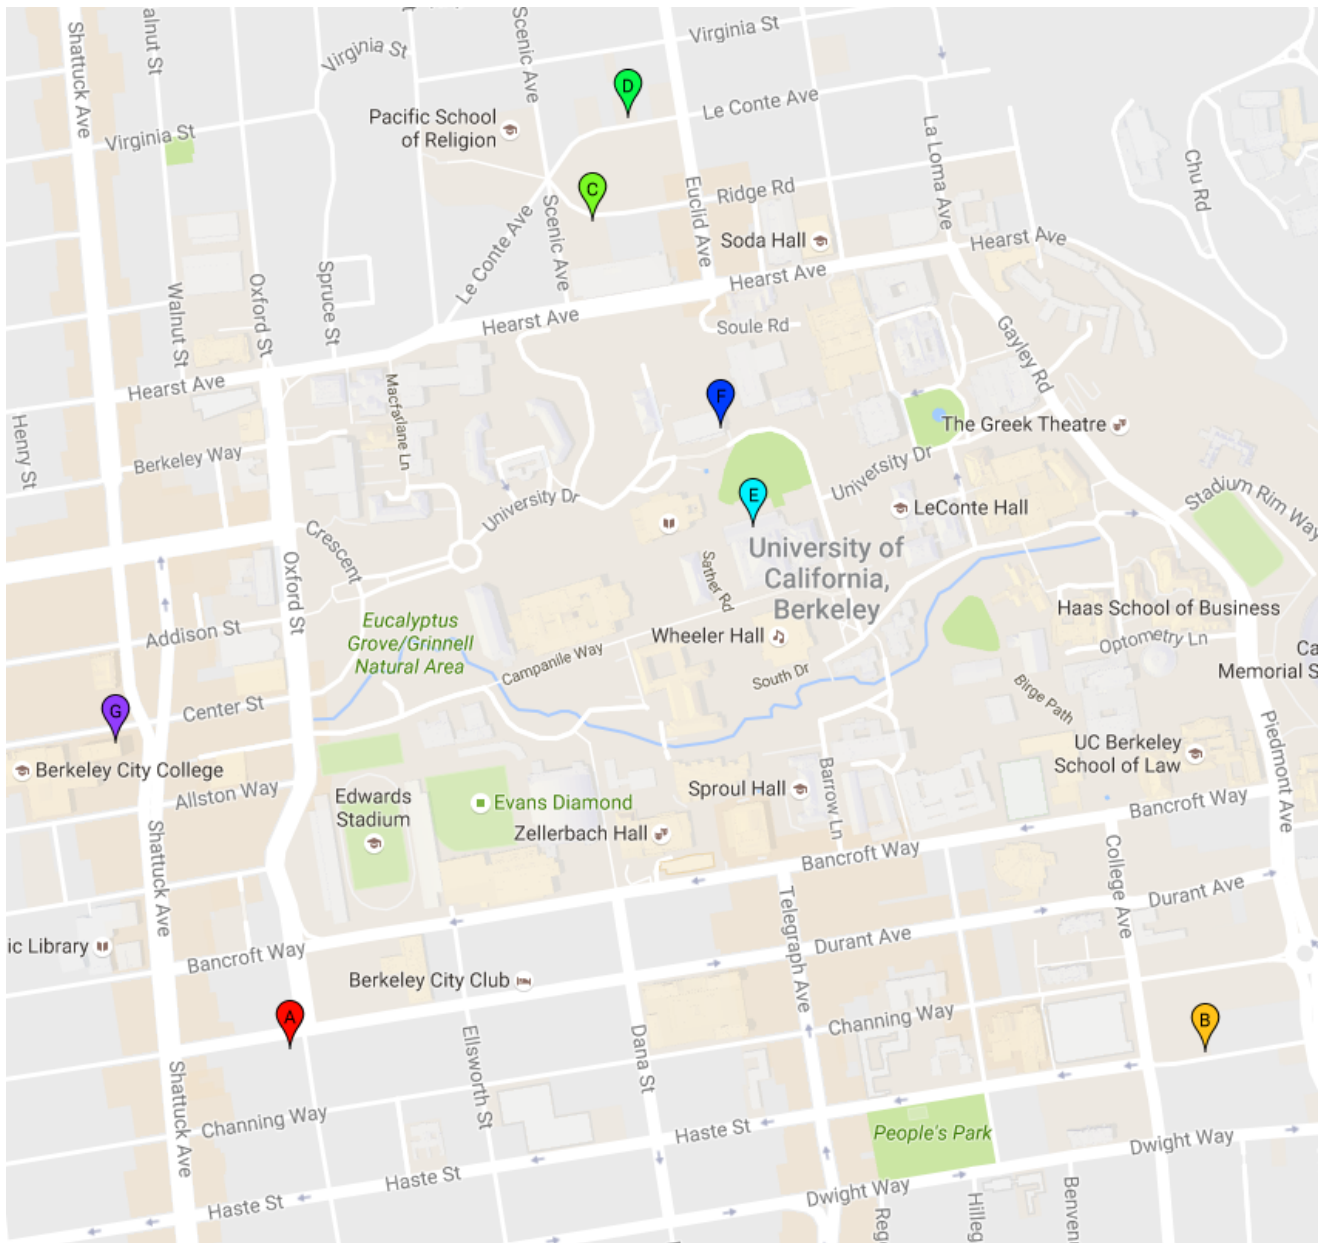 Shattuck Ave
Walnut St
Virginia St
Scenic Ave
Virginia St
D
Le Conte Ave
Pacific School
of Religion
Virginia St
La Loma Ave
Chu Rd
C
Euclid Ave
Ridge Rd
Scenic Ave
Le Conte Ave
Soda Hall
Hearst Ave
Hearst Ave
Walnut St
Oxford St
Spruce St
Hearst Ave
Soule Rd
Gayley Rd
Hearst Ave
Macfarlane Ln
F
The Greek Theatre
Henry St
Berkeley Way
University Dr
University Dr
E
LeConte Hall
Stadium Rim Way
Crescent
Oxford St
Sather Rd
University of
California,
Berkeley
Haas School of Business
Addison St
Eucalyptus
Grove/Grinnell
Natural Area
Wheeler Hall
Optometry Ln
Ca
Memorial S
Campanile Way
South Dr
Birge Path
G
Center St
Piedmont Ave
UC Berkeley
School of Law
Berkeley City College
Allston Way
Edwards
Stadium
Evans Diamond
Sproul Hall
Barrow Ln
Bancroft Way
Zellerbach Hall
Bancroft Way
Shattuck Ave
College Ave
Durant Ave
Telegraph Ave
ic Library
Bancroft Way
Durant Ave
Berkeley City Club
A
Channing Way
B
Shattuck Ave
Ellsworth St
Dana St
Channing Way
Haste St
People's Park
Dwight Way
Haste St
Haste St
Dwight Way
Reg
Hilleg
Benven